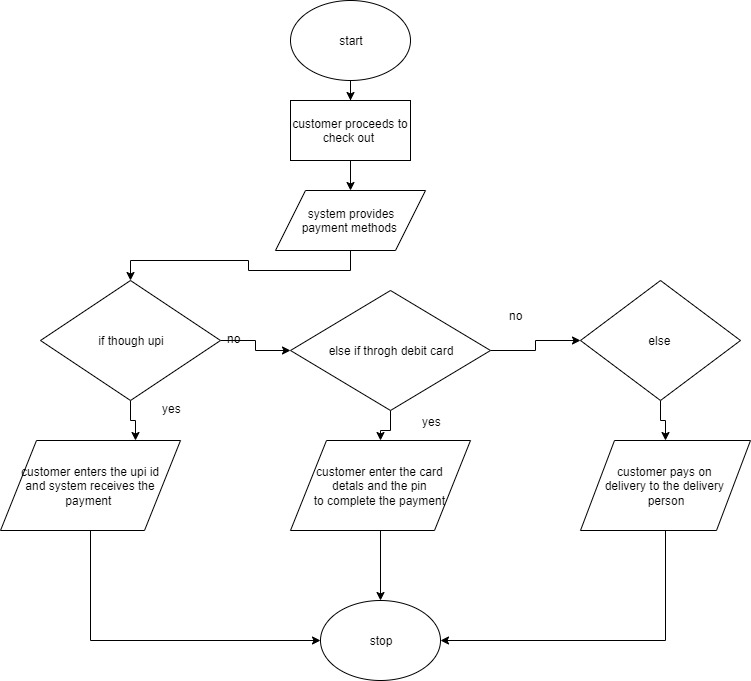 start
customer proceeds to
check out
system provides
payment methods
no
if though upi
no
else if throgh debit card
else
yes
yes
customer enters the upi id
and system receives the
payment
customer enter the card
detals and the pin
to complete the payment
customer pays on
delivery to the delivery
person
stop